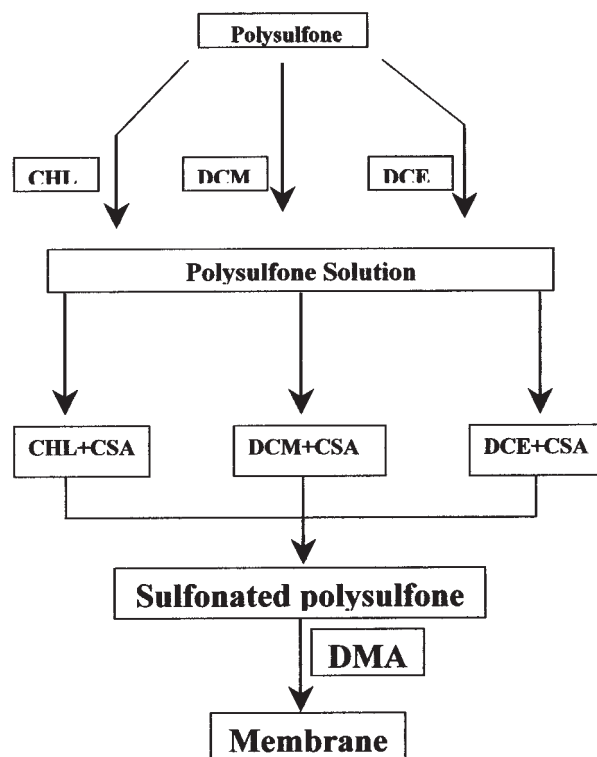 Polysulfone
CHL
DCM
DCE
Polysulfone Solution
CHL+CSA
DCM+CSA
DCE+CSA
Sulfonated polysulfone
DMA
Membrane